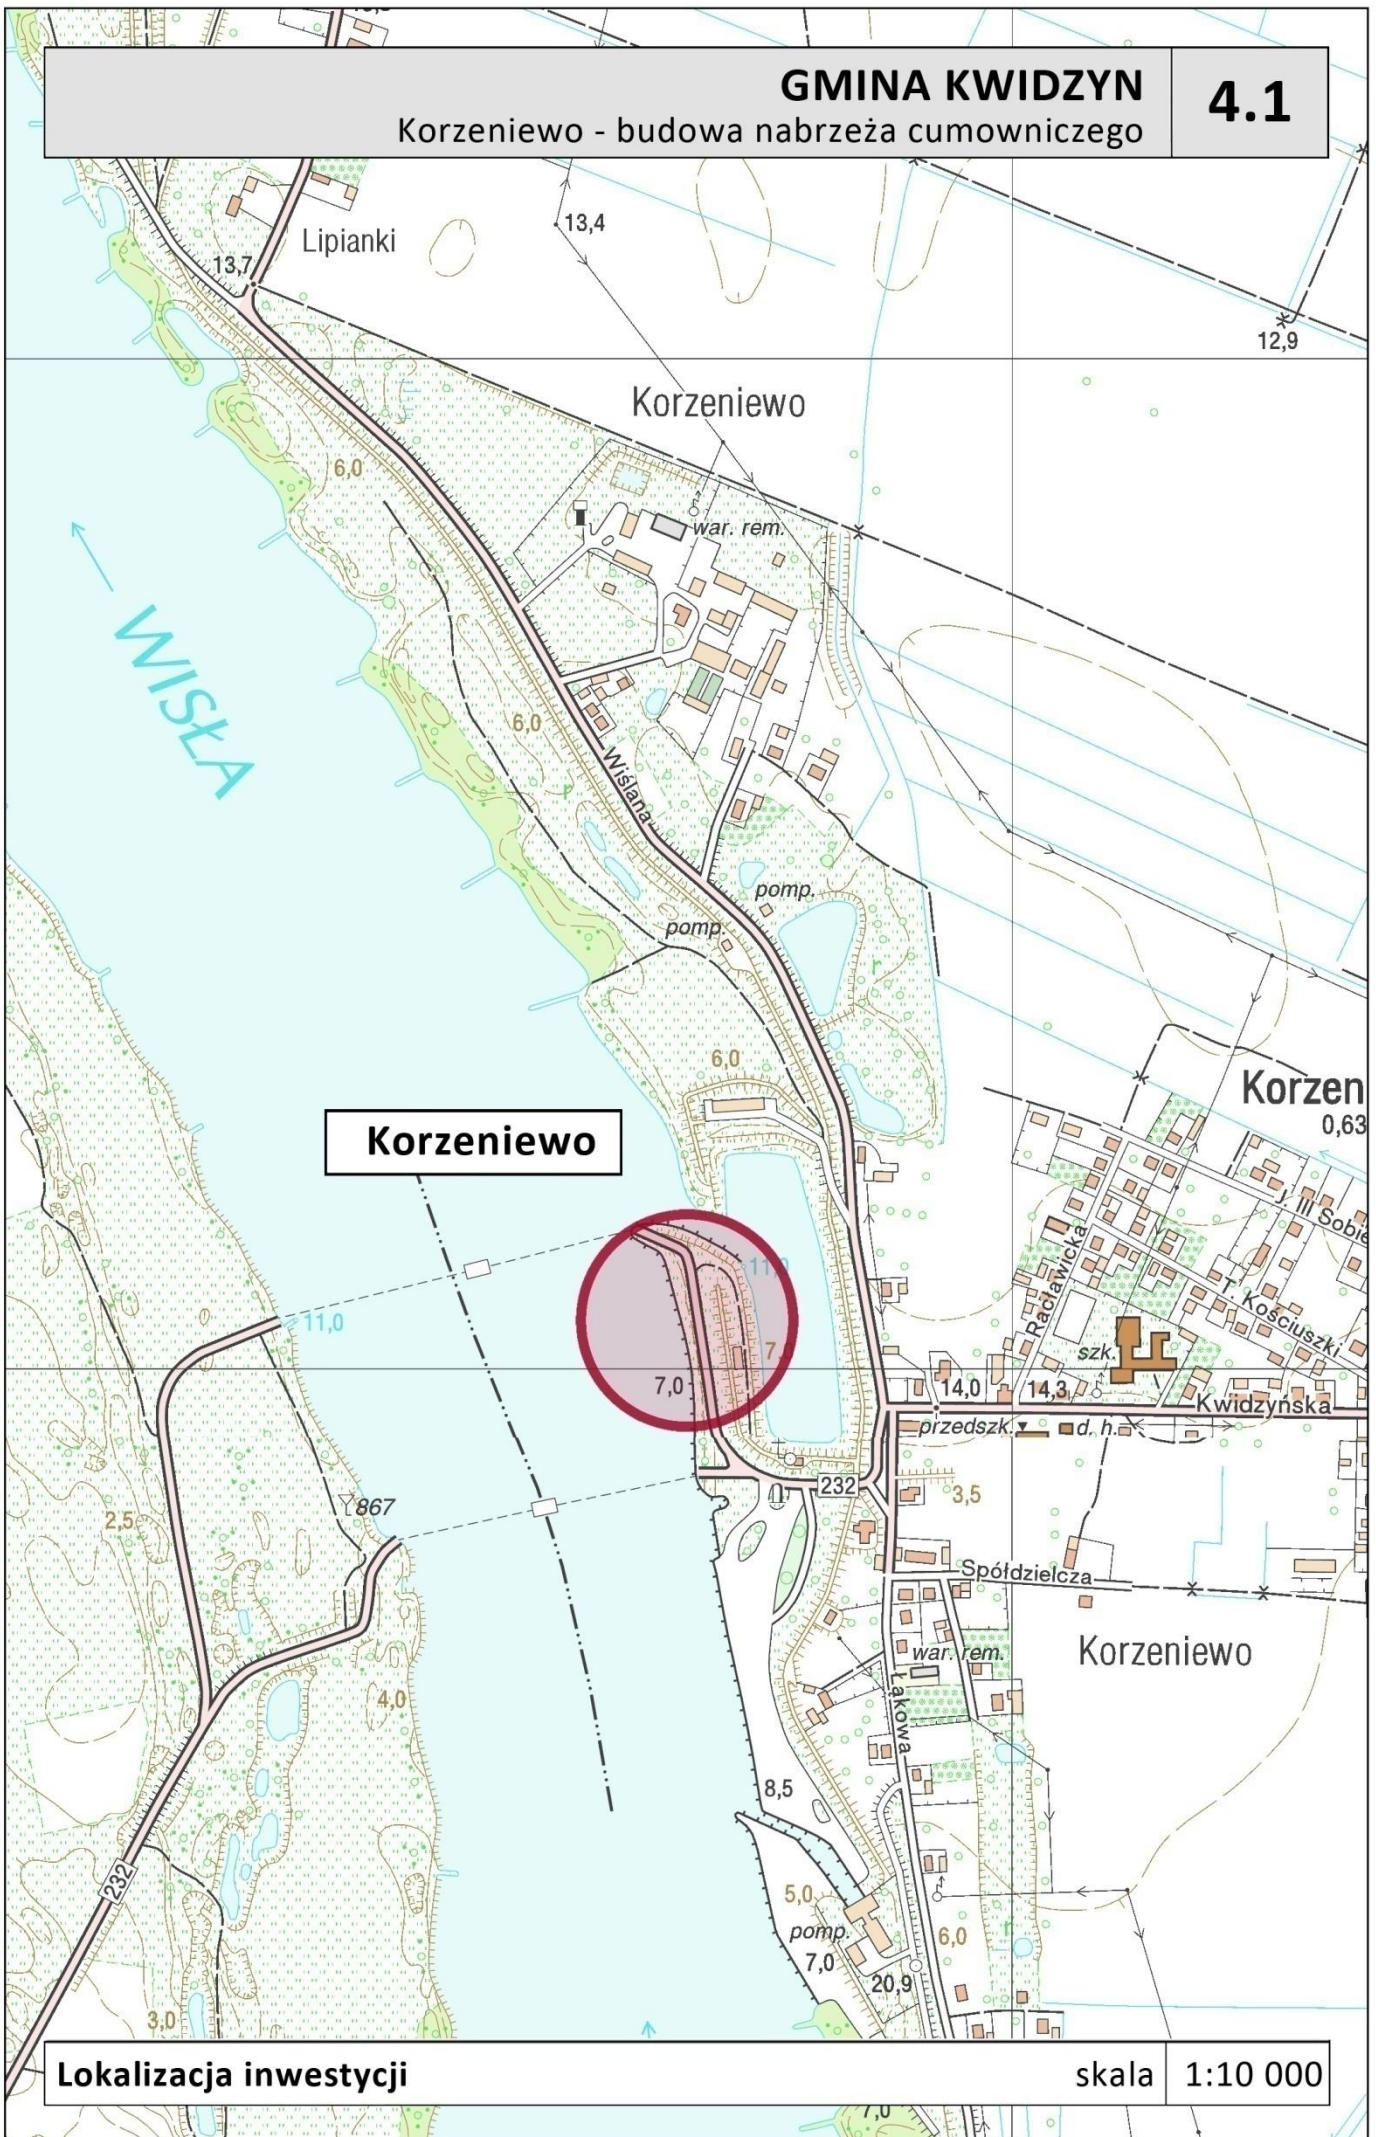 GMINA KWIDZYN
Korzeniewo - budowa nabrzeża cumowniczego
4.1
Lipianki
13,4
13,7
12,9
Korzeniewo
6,0
war. rem.
WISŁA
6,0
Wiślana
r
pomp.
pomp.
r
6,0
Korzen
0,63
Korzeniewo
J. III Sobie
Racławicka
T. Kościuszki
11,0
11,0
szk.
7,0
7,0
14,0
14,3
Kwidzyńska
przedszk.
d. h.
232
3,5
867
2,5
Spółdzielcza
Korzeniewo
war. rem.
Łąkowa
4,0
8,5
232
5,0
pomp.
7,0
6,0
r
20,9
3,0
Lokalizacja inwestycji
skala
1:10 000
7,0